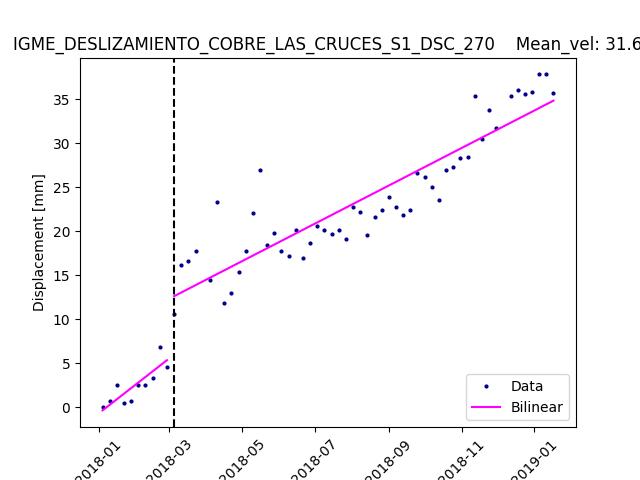 IGME_DESLIZAMIENTO_COBRE_LAS_CRUCES_S1_DSC_270 Mean_vel: 31.6
Displacement [mm]
35
30
25
20
15
10
5
0
Data
Bilinear
2018-01 2018-03 2018-05 2018-07 2018-09 2018-11 2019-01